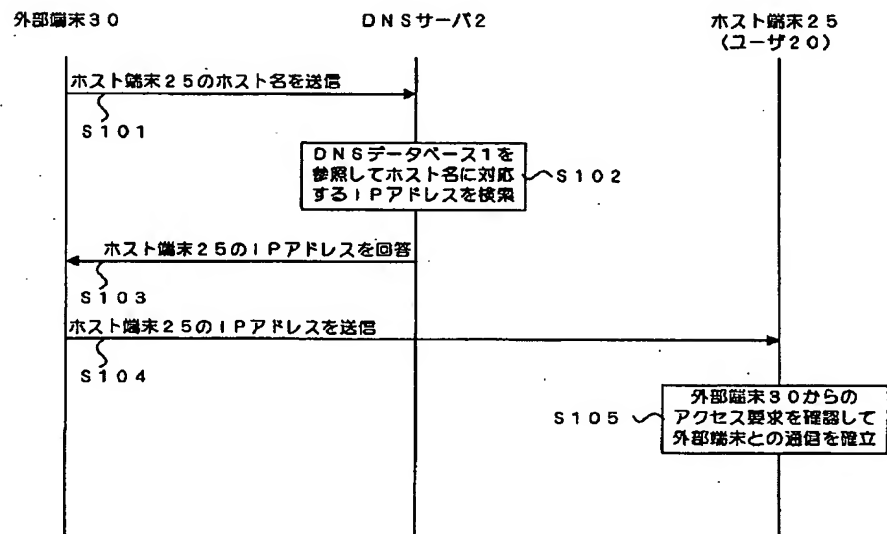 外部端末30
DNSサーバ2
ホスト端末25
(ユーザ20)
ホスト端末25のホスト名を送信
S101
DNSデータベース1を
参照してホスト名に対応
するIPアドレスを検索
S102
ホスト端末25のIPアドレスを回答
S103
ホスト端末25のIPアドレスを送信
S104
外部端末30からの
アクセス要求を確認して
外部端末との通信を確立
S105